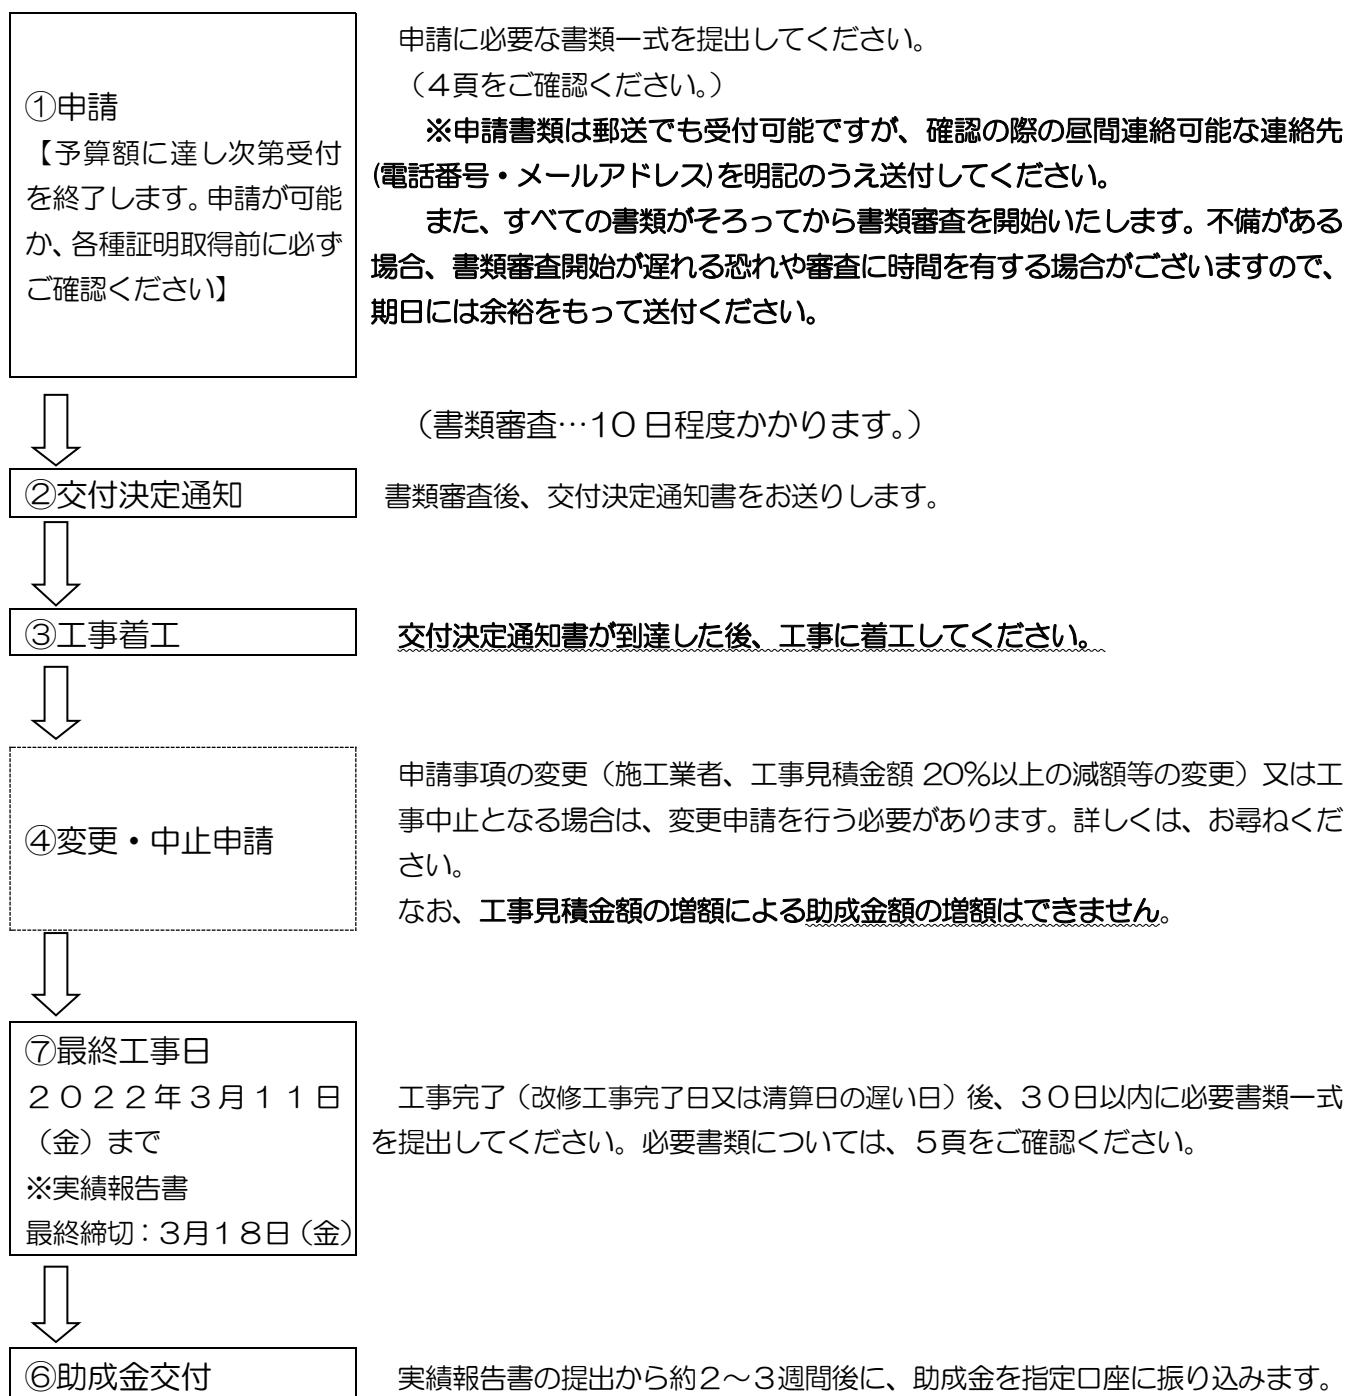 ①申請
【予算額に達し次第受付
を終了します。申請が可能
か、各種証明取得前に必ず
ご確認ください】
申請に必要な書類一式を提出してください。
（４頁をご確認ください。）
※申請書類は郵送でも受付可能ですが、確認の際の昼間連絡可能な連絡先
(電話番号・メールアドレス)を明記のうえ送付してください。
また、すべての書類がそろってから書類審査を開始いたします。不備がある
場合、書類審査開始が遅れる恐れや審査に時間を有する場合がございますので、
期日には余裕をもって送付ください。
（書類審査…10日程度かかります。）
②交付決定通知
書類審査後、交付決定通知書をお送りします。
③工事着工
交付決定通知書が到達した後、工事に着工してください。
④変更・中止申請
申請事項の変更（施工業者、工事見積金額 20%以上の減額等の変更）又は工
事中止となる場合は、変更申請を行う必要があります。詳しくは、お尋ねくだ
さい。
なお、工事見積金額の増額による助成金額の増額はできません。
⑦最終工事日
２０２２年３月１１日
（金）まで
※実績報告書
最終締切：３月１８日（金）
工事完了（改修工事完了日又は清算日の遅い日）後、３０日以内に必要書類一式
を提出してください。必要書類については、５頁をご確認ください。
⑥助成金交付
実績報告書の提出から約２～３週間後に、助成金を指定口座に振り込みます。